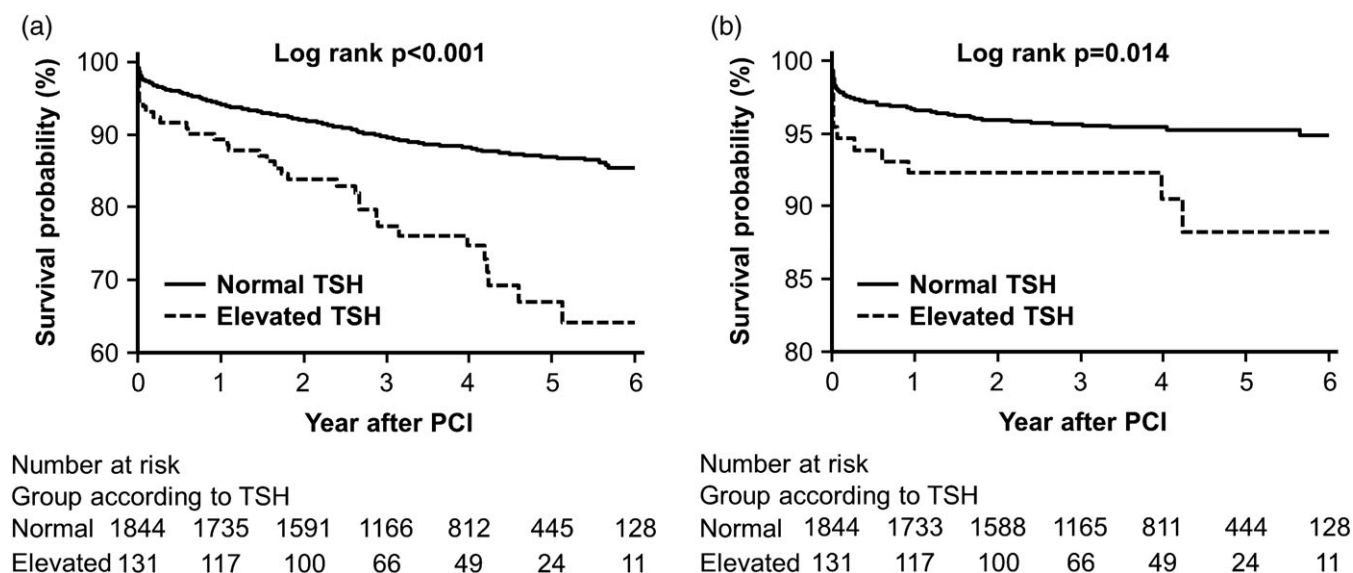 (a)
Log rank p<0.001
Survival probability (%)
100
90
80
70
60
Normal TSH
Elevated TSH
0 1 2 3 4 5 6
Year after PCI
Number at risk
Group according to TSH
Normal 1844 1735 1591 1166 812 445 128
Elevated 131 117 100 66 49 24 11
(b)
Log rank p=0.014
Survival probability (%)
100
95
90
85
80
Normal TSH
Elevated TSH
0 1 2 3 4 5 6
Year after PCI
Number at risk
Group according to TSH
Normal 1844 1733 1588 1165 811 444 128
Elevated 131 117 100 66 49 24 11